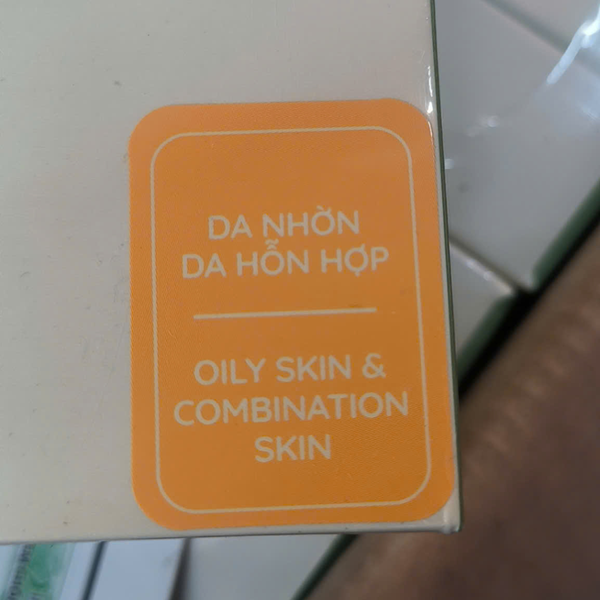 DA NHỜN
DA HỖN HỢP
OILY SKIN &
COMBINATION
SKIN